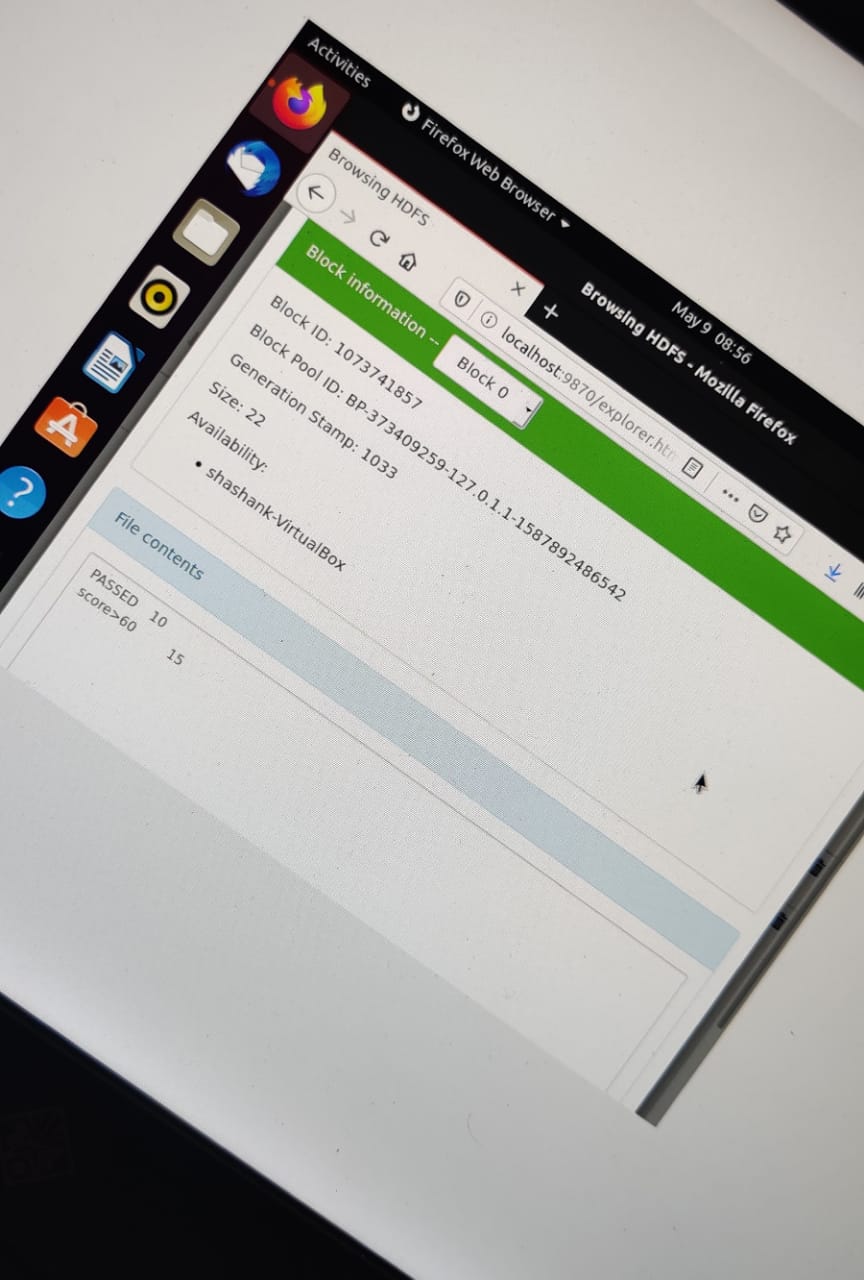 Activities
Firefox Web Browser
May 9 08:56
Browsing HDFS - Mozilla Firefox
Browsing HDFS
localhost:9870/explorer.htm
Block information --
Block 0
Block ID: 1073741857
Block Pool ID: BP-373409259-127.0.1.1-1587892486542
Generation Stamp: 1033
Size: 22
Availability:
• shashank-VirtualBox
File contents
PASSED 10
score>60 15